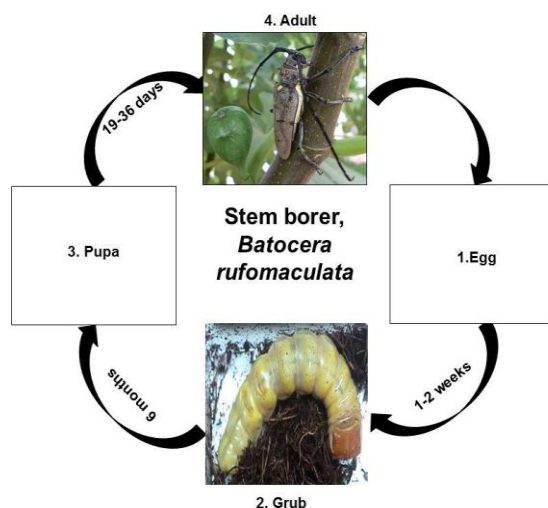 4. Adult
19-36 days
3. Pupa
Stem borer,
Batocera
rufomaculata
1.Egg
6 months
1-2 weeks
2. Grub